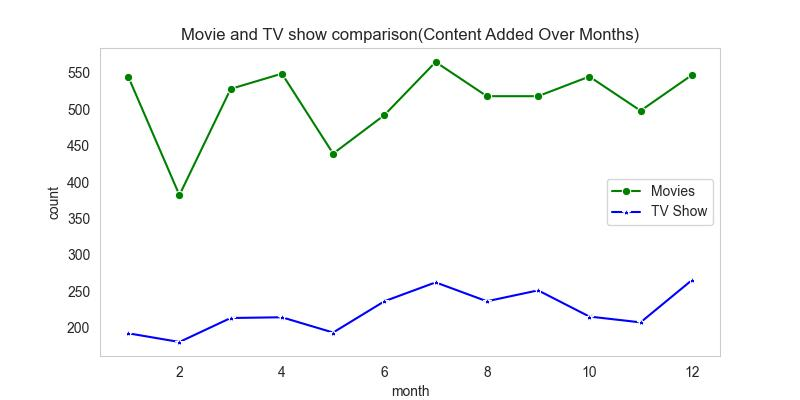 Movie and TV show comparison(Content Added Over Months)
550
500
450
400
350
300
250
200
count
Movies
TV Show
2 4 6 8 10 12
month